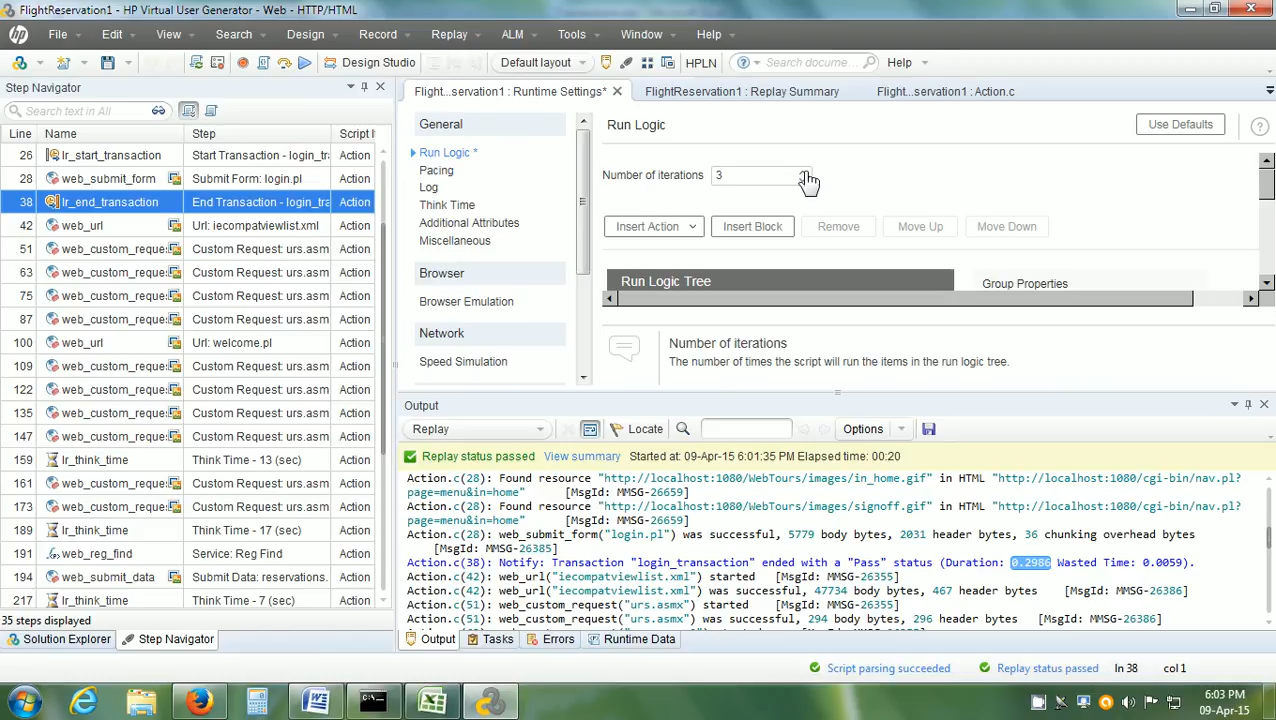 FlightReservation1 - HP Virtual User Generator - Web - HTTP/HTML
File Edit View Search Design Record Replay ALM Tools Window Help
Design Studio Default layout HPLN Search docume... Help
Step Navigator
Search text in All
Line Name Step Script I
26 lr_start_transaction Start Transaction - login_tr Action
28 web_submit_form Submit Form: login.pl Action
38 lr_end_transaction End Transaction - login_tra Action
42 web_url Url: iecompatviewlist.xml Action
51 web_custom_reque: Custom Request: urs.asm Action
63 web_custom_reque: Custom Request: urs.asm Action
75 web_custom_reque: Custom Request: urs.asm Action
87 web_custom_reque: Custom Request: urs.asm Action
100 web_url Url: welcome.pl Action
109 web_custom_reque: Custom Request: urs.asm Action
122 web_custom_reque: Custom Request: urs.asm Action
135 web_custom_reque: Custom Request: urs.asm Action
147 web_custom_reque: Custom Request: urs.asm Action
159 lr_think_time Think Time - 13 (sec) Action
161 web_custom_reque: Custom Request: urs.asm Action
173 web_custom_reque: Custom Request: urs.asm Action
189 lr_think_time Think Time - 17 (sec) Action
191 web_reg_find Service: Reg Find Action
194 web_submit_data Submit Data: reservations. Action
217 lr_think_time Think Time - 7 (sec) Action
35 steps displayed
Solution Explorer Step Navigator
Flight...servation1 : Runtime Settings* FlightReservation1 : Replay Summary Flight...servation1 : Action.c
General
Run Logic *
Pacing
Log
Think Time
Additional Attributes
Miscellaneous
Browser
Browser Emulation
Network
Speed Simulation
Run Logic Use Defaults
Number of iterations 3
Insert Action Insert Block Remove Move Up Move Down
Run Logic Tree Group Properties
Number of iterations
The number of times the script will run the items in the run logic tree.
Output
Replay Locate Options
Replay status passed View summary Started at: 09-Apr-15 6:01:35 PM Elapsed time: 00:20
Action.c(28): Found resource "http://localhost:1080/WebTours/images/in_home.gif" in HTML "http://localhost:1080/cgi-bin/nav.pl?
page=menu&in=home" [MsgId: MMSG-26659]
Action.c(28): Found resource "http://localhost:1080/WebTours/images/signoff.gif" in HTML "http://localhost:1080/cgi-bin/nav.pl?
page=menu&in=home" [MsgId: MMSG-26659]
Action.c(28): web_submit_form("login.pl") was successful, 5779 body bytes, 2031 header bytes, 36 chunking overhead bytes
[MsgId: MMSG-26385]
Action.c(38): Notify: Transaction "login_transaction" ended with a "Pass" status (Duration: 0.2986 Wasted Time: 0.0059).
Action.c(42): web_url("iecompatviewlist.xml") started [MsgId: MMSG-26355]
Action.c(42): web_url("iecompatviewlist.xml") was successful, 47734 body bytes, 467 header bytes [MsgId: MMSG-26386]
Action.c(51): web_custom_request("urs.asmx") started [MsgId: MMSG-26355]
Action.c(51): web_custom_request("urs.asmx") was successful, 294 body bytes, 296 header bytes [MsgId: MMSG-26386]
Output Tasks Errors Runtime Data
Script parsing succeeded Replay status passed ln 38 col 1
6:03 PM
09-Apr-15